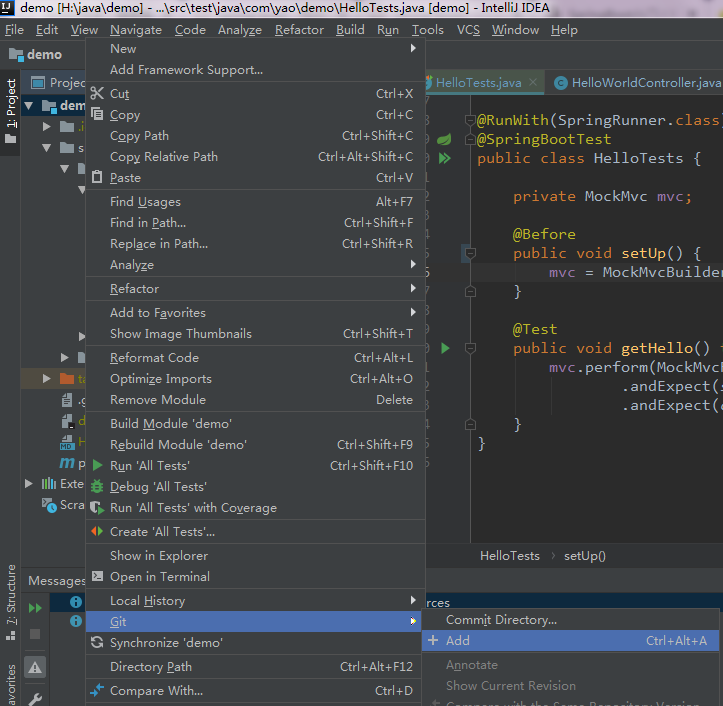 demo [H:\java\demo] - ...\src\test\java\com\yao\demo\HelloTests.java [demo] - IntelliJ IDEA
File Edit View Navigate Code Analyze Refactor Build Run Tools VCS Window Help
demo
1: Project
Projec
dem
HelloTests.java
HelloWorldController.java
New
Add Framework Support...
Cut Ctrl+X
Copy Ctrl+C
Copy Path Ctrl+Shift+C
Copy Relative Path Ctrl+Alt+Shift+C
Paste Ctrl+V
Find Usages Alt+F7
Find in Path... Ctrl+Shift+F
Replace in Path... Ctrl+Shift+R
Analyze
Refactor
Add to Favorites
Show Image Thumbnails Ctrl+Shift+T
Reformat Code Ctrl+Alt+L
Optimize Imports Ctrl+Alt+O
Remove Module Delete
Build Module 'demo'
Rebuild Module 'demo' Ctrl+Shift+F9
Run 'All Tests' Ctrl+Shift+F10
Debug 'All Tests'
Run 'All Tests' with Coverage
Create 'All Tests'...
Show in Explorer
Open in Terminal
Local History
Git
Synchronize 'demo'
Directory Path Ctrl+Alt+F12
Compare With... Ctrl+D
@RunWith(SpringRunner.class)
@SpringBootTest
public class HelloTests {
private MockMvc mvc;
@Before
public void setUp() {
mvc = MockMvcBuilder
}
@Test
public void getHello()
mvc.perform(MockMvc
.andExpect(
.andExpect(
}
}
HelloTests › setUp()
Exte
Scra
Messages
7: Structure
avorites
urces
Commit Directory...
Add Ctrl+Alt+A
Annotate
Show Current Revision
Compare with the Same Repository Version